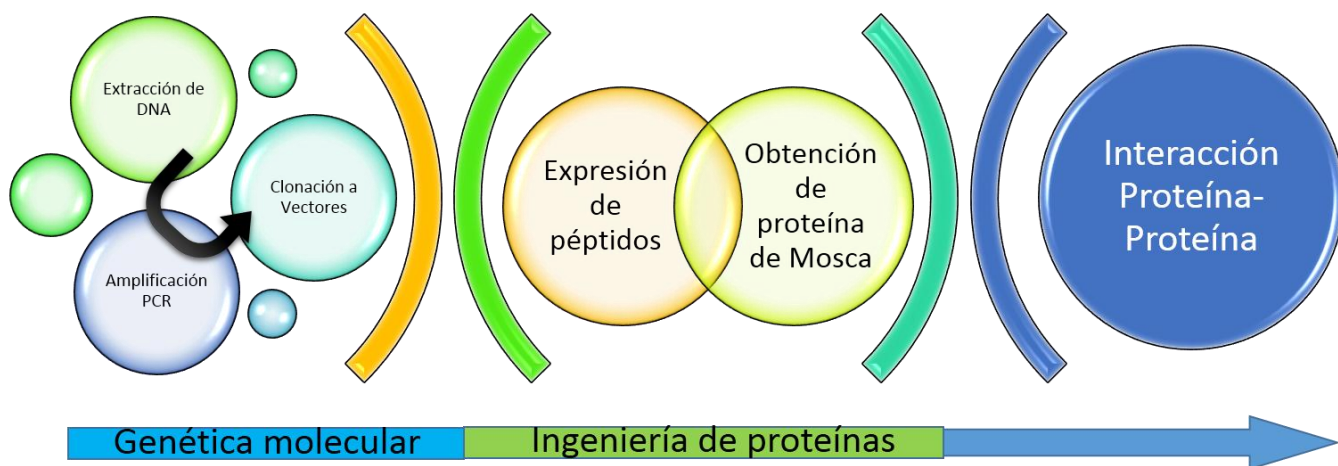 Extracción de
DNA
Clonación a
Vectores
Amplificación
PCR
Expresión
de
péptidos
Obtención
de
proteína
de Mosca
Interacción
Proteína-
Proteína
Genética molecular
Ingeniería de proteínas